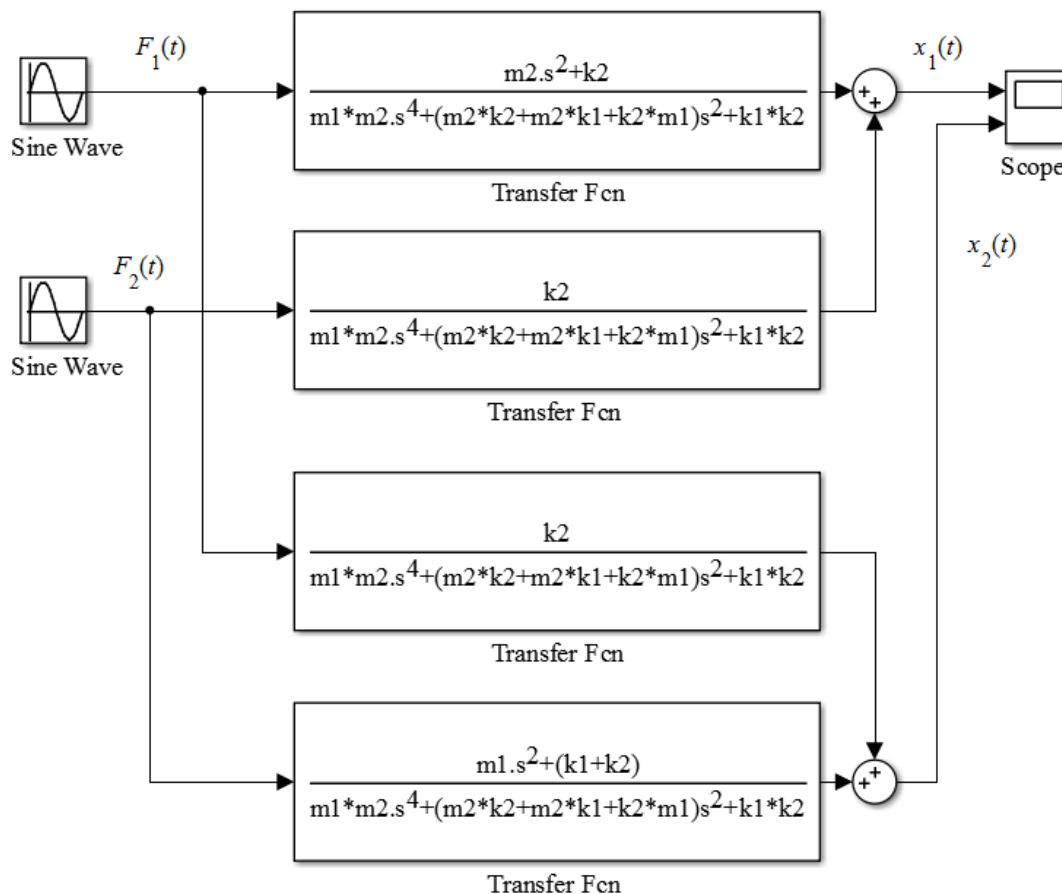 F₁(t)
x₁(t)
m2.s²+k2
m1*m2.s⁴+(m2*k2+m2*k1+k2*m1)s²+k1*k2
+
+
Sine Wave
Transfer Fcn
Scope
F₂(t)
x₂(t)
k2
m1*m2.s⁴+(m2*k2+m2*k1+k2*m1)s²+k1*k2
Sine Wave
Transfer Fcn
k2
m1*m2.s⁴+(m2*k2+m2*k1+k2*m1)s²+k1*k2
Transfer Fcn
m1.s²+(k1+k2)
m1*m2.s⁴+(m2*k2+m2*k1+k2*m1)s²+k1*k2
+
+
Transfer Fcn